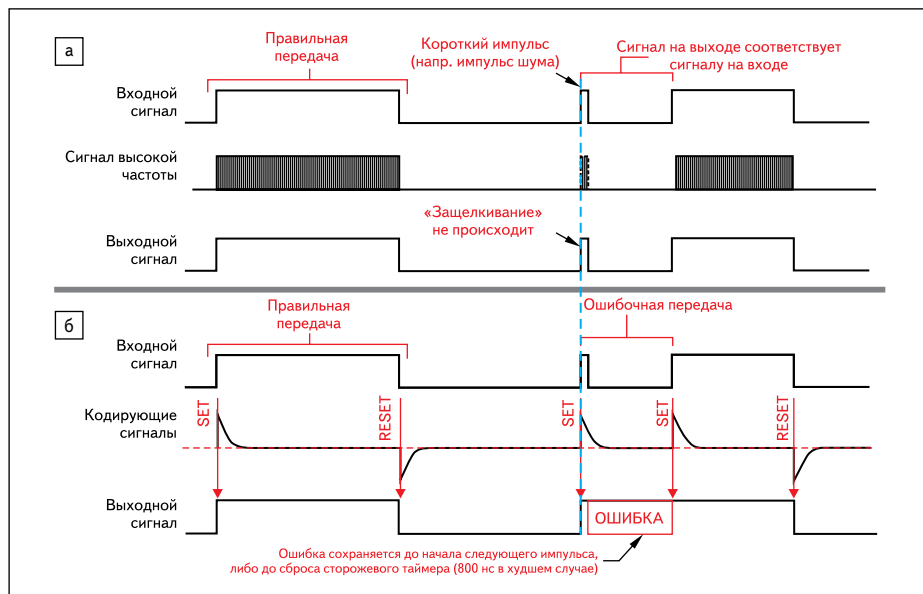 а
Правильная
передача
Короткий импульс
(напр. импульс шума)
Сигнал на выходе соответствует
сигналу на входе
Входной
сигнал
Сигнал высокой
частоты
«Защелкивание»
не происходит
Выходной
сигнал
б
Правильная
передача
Ошибочная передача
Входной
сигнал
Кодирующие
сигналы
SET
RESET
SET
SET
RESET
Выходной
сигнал
ОШИБКА
Ошибка сохраняется до начала следующего импульса,
либо до сброса сторожевого таймера (800 нс в худшем случае)